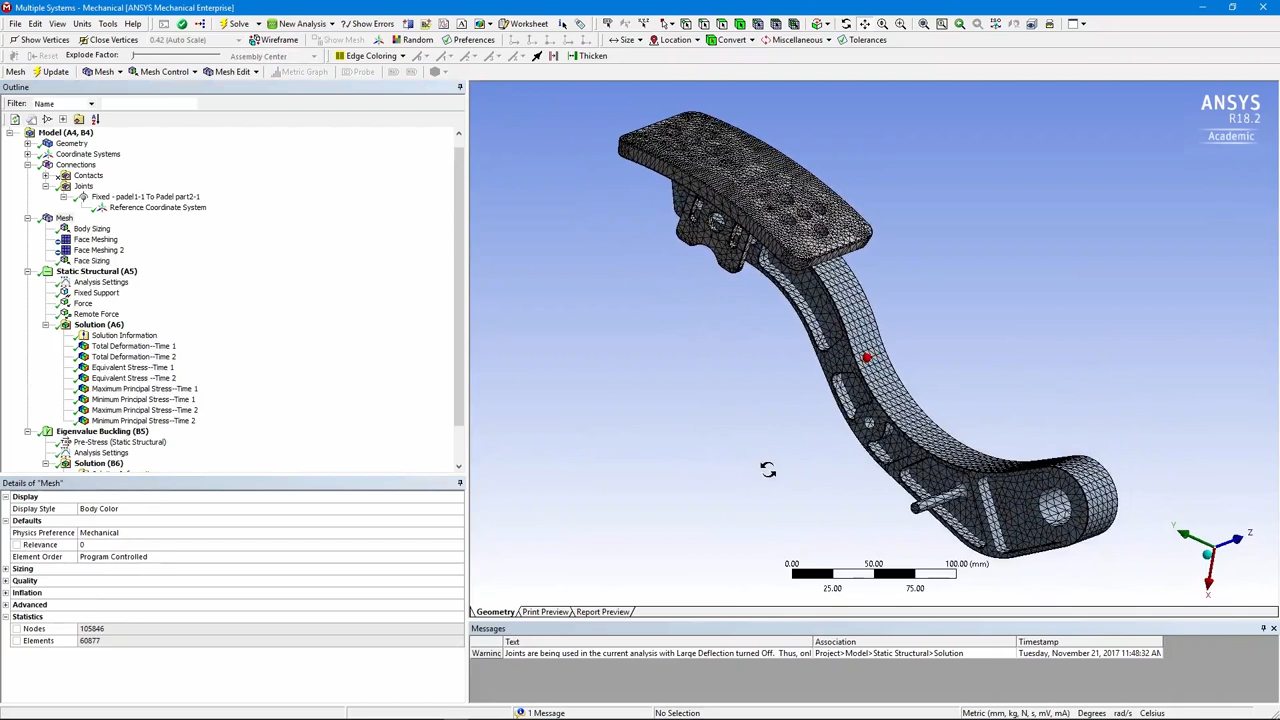 Multiple Systems - Mechanical [ANSYS Mechanical Enterprise]
File Edit View Units Tools Help Solve New Analysis ? Show Errors Worksheet
Show Vertices Close Vertices 0.42 (Auto Scale) Wireframe Show Mesh Random Preferences Size Location Convert Miscellaneous Tolerances
Reset Explode Factor: Assembly Center Edge Coloring Thicken
Mesh Update Mesh Mesh Control Mesh Edit Metric Graph Probe
Outline
Filter: Name
Model (A4, B4)
Geometry
Coordinate Systems
Connections
Contacts
Joints
Fixed - padel1-1 To Padel part2-1
Reference Coordinate System
Mesh
Body Sizing
Face Meshing
Face Meshing 2
Face Sizing
Static Structural (A5)
Analysis Settings
Fixed Support
Force
Remote Force
Solution (A6)
Solution Information
Total Deformation--Time 1
Total Deformation--Time 2
Equivalent Stress--Time 1
Equivalent Stress --Time 2
Maximum Principal Stress--Time 1
Minimum Principal Stress--Time 1
Maximum Principal Stress--Time 2
Minimum Principal Stress--Time 2
Eigenvalue Buckling (B5)
Pre-Stress (Static Structural)
Analysis Settings
Solution (B6)
Details of "Mesh"
Display
Display Style Body Color
Defaults
Physics Preference Mechanical
Relevance 0
Element Order Program Controlled
Sizing
Quality
Inflation
Advanced
Statistics
Nodes 105846
Elements 60877
ANSYS
R18.2
Academic
0.00 50.00 100.00 (mm)
25.00 75.00
Y Z
X
Geometry Print Preview Report Preview
Messages
Text Association Timestamp
Warning Joints are being used in the current analysis with Large Deflection turned Off. Thus, onl Project>Model>Static Structural>Solution Tuesday, November 21, 2017 11:48:32 AM
1 Message No Selection Metric (mm, kg, N, s, mV, mA) Degrees rad/s Celsius